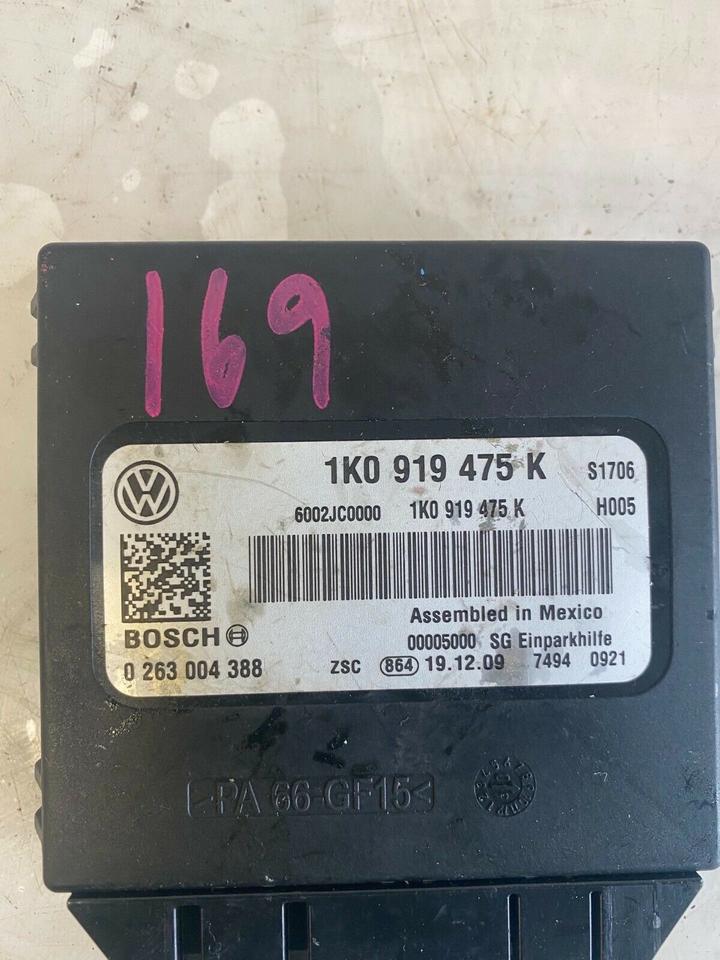 169
1K0 919 475 K S1706
6002JC0000 1K0 919 475 K H005
Assembled in Mexico
BOSCH 00005000 SG Einparkhilfe
0 263 004 388 ZSC 864 19.12.09 7494 0921
>PA 66-GF15<